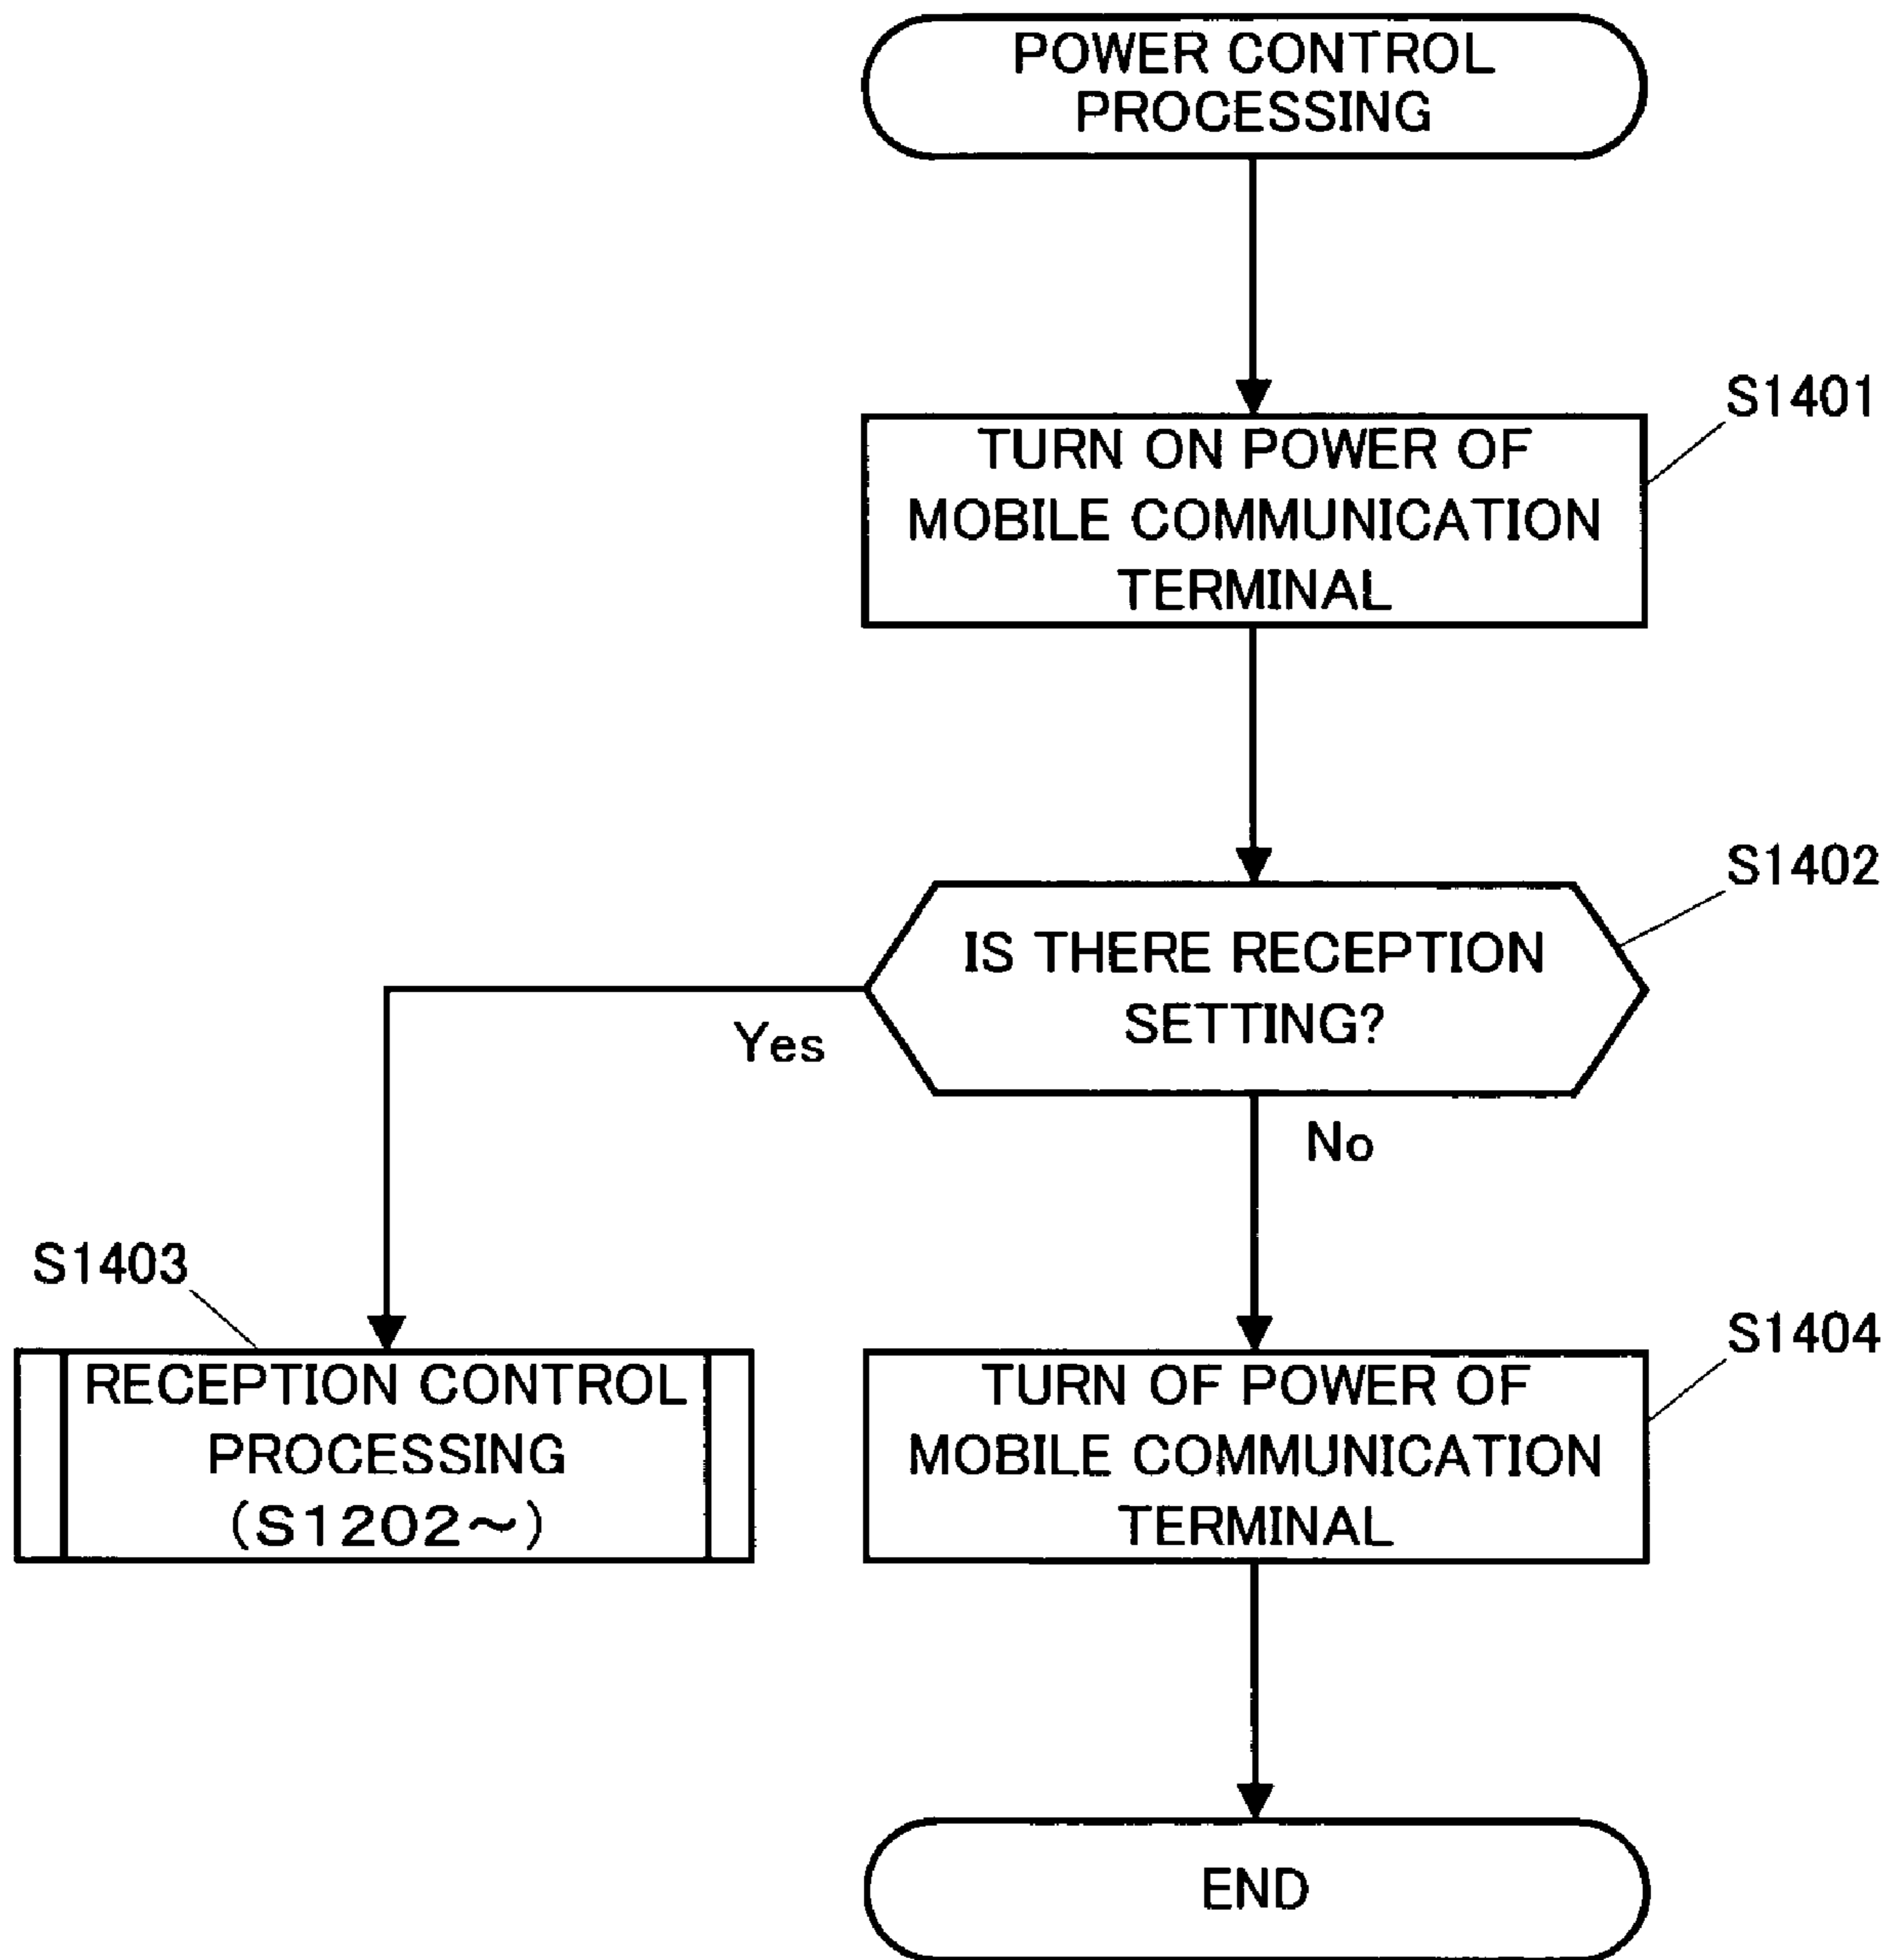 POWER CONTROL
PROCESSING
S1401
TURN ON POWER OF
MOBILE COMMUNICATION
TERMINAL
S1402
IS THERE RECEPTION
SETTING?
Yes
No
S1403
RECEPTION CONTROL
PROCESSING
(S1202~)
S1404
TURN OF POWER OF
MOBILE COMMUNICATION
TERMINAL
END